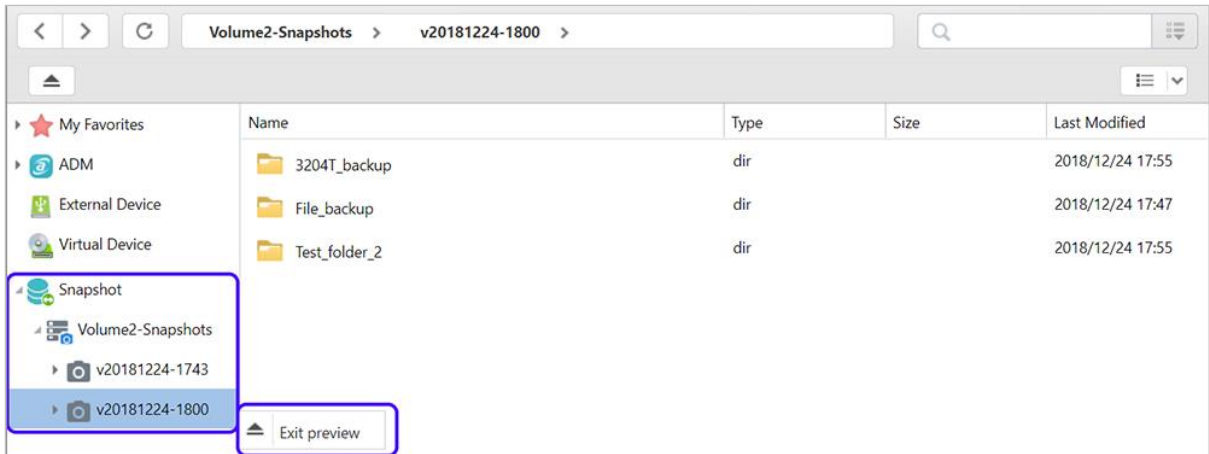 Volume2-Snapshots > v20181224-1800 >
My Favorites
ADM
External Device
Virtual Device
Snapshot
Volume2-Snapshots
v20181224-1743
v20181224-1800
Name Type Size Last Modified
3204T_backup dir 2018/12/24 17:55
File_backup dir 2018/12/24 17:47
Test_folder_2 dir 2018/12/24 17:55
Exit preview